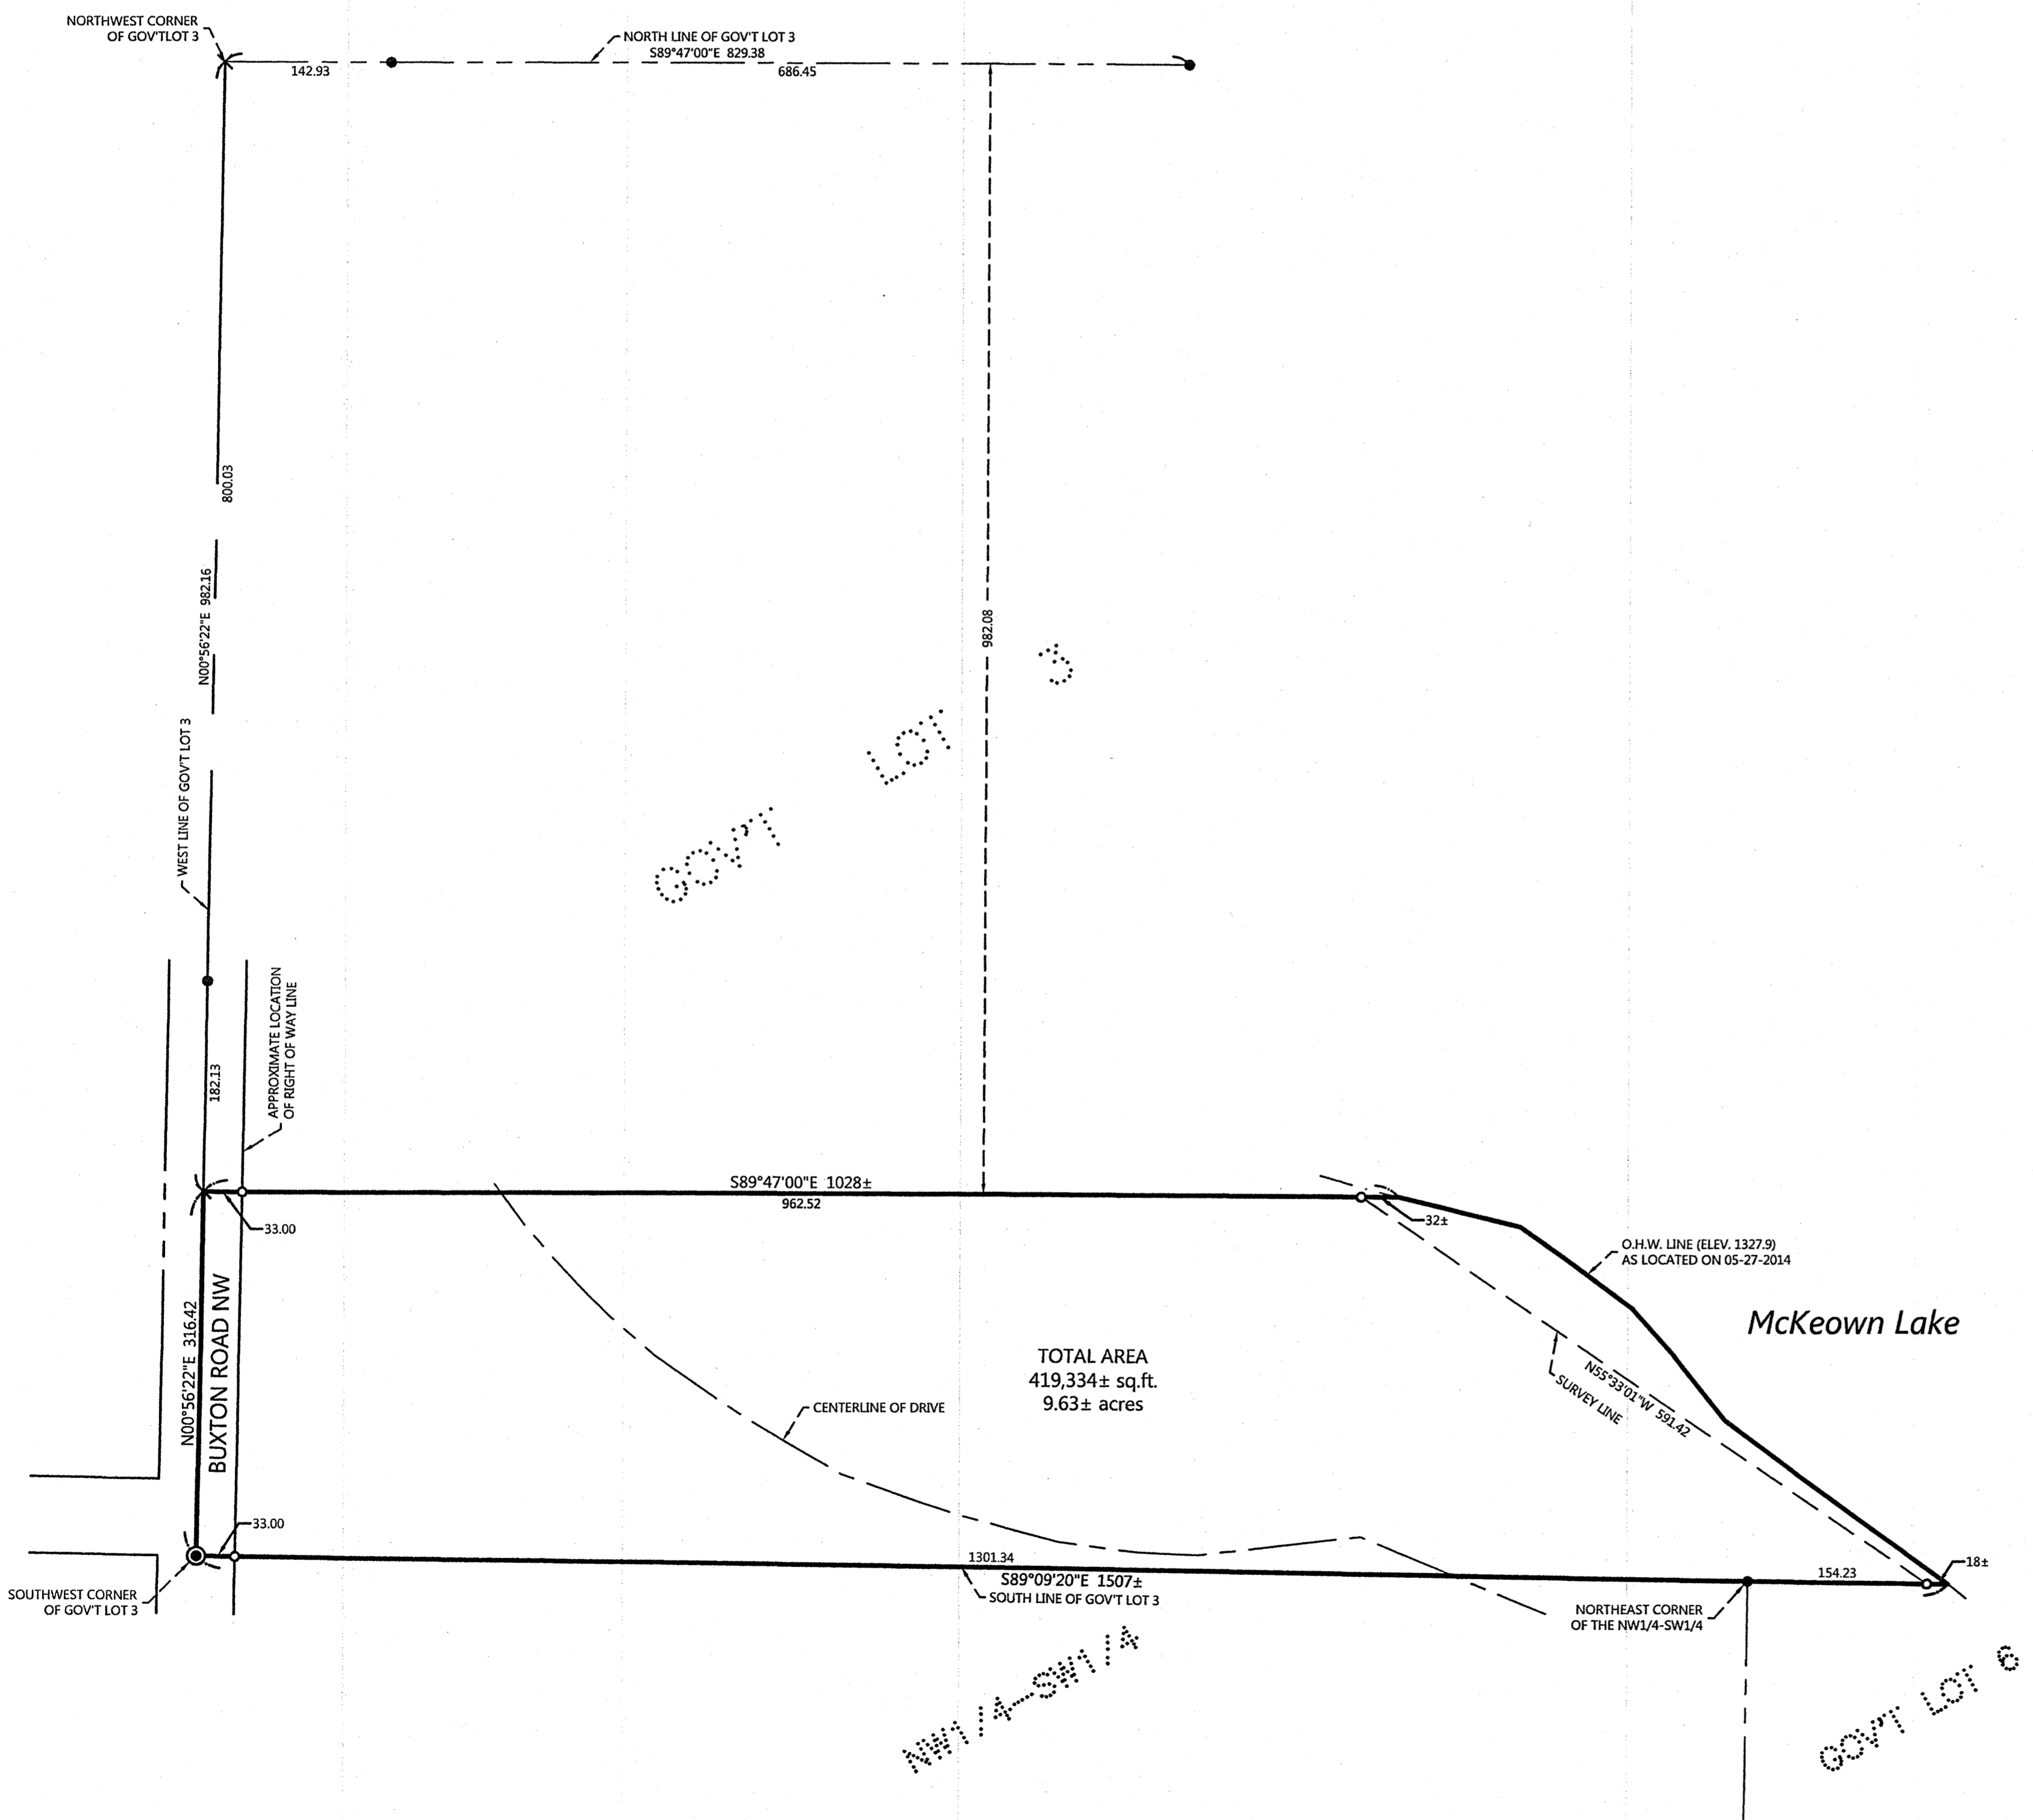 NORTHWEST CORNER
OF GOV'TLOT 3
NORTH LINE OF GOV'T LOT 3
S89°47'00"E 829.38
142.93
686.45
800.03
N00°56'22"E 982.16
982.08
WEST LINE OF GOV'T LOT 3
GOV'T LOT 3
APPROXIMATE LOCATION
OF RIGHT OF WAY LINE
182.13
S89°47'00"E 1028±
962.52
33.00
32±
O.H.W. LINE (ELEV. 1327.9)
AS LOCATED ON 05-27-2014
McKeown Lake
N00°56'22"E 316.42
BUXTON ROAD NW
TOTAL AREA
419,334± sq.ft.
9.63± acres
CENTERLINE OF DRIVE
N55°33'01"W 591.42
SURVEY LINE
33.00
1301.34
S89°09'20"E 1507±
SOUTH LINE OF GOV'T LOT 3
154.23
18±
SOUTHWEST CORNER
OF GOV'T LOT 3
NORTHEAST CORNER
OF THE NW1/4-SW1/4
NW1/4-SW1/4
GOV'T LOT 6